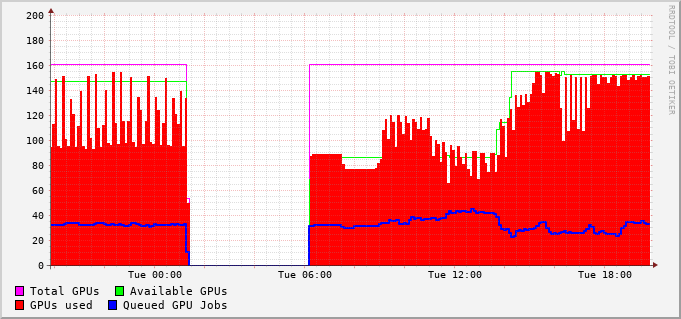 200
180
160
140
120
100
80
60
40
20
0
Tue 00:00 Tue 06:00 Tue 12:00 Tue 18:00
Total GPUs Available GPUs
GPUs used Queued GPU Jobs
RRDTOOL / TOBI OETIKER